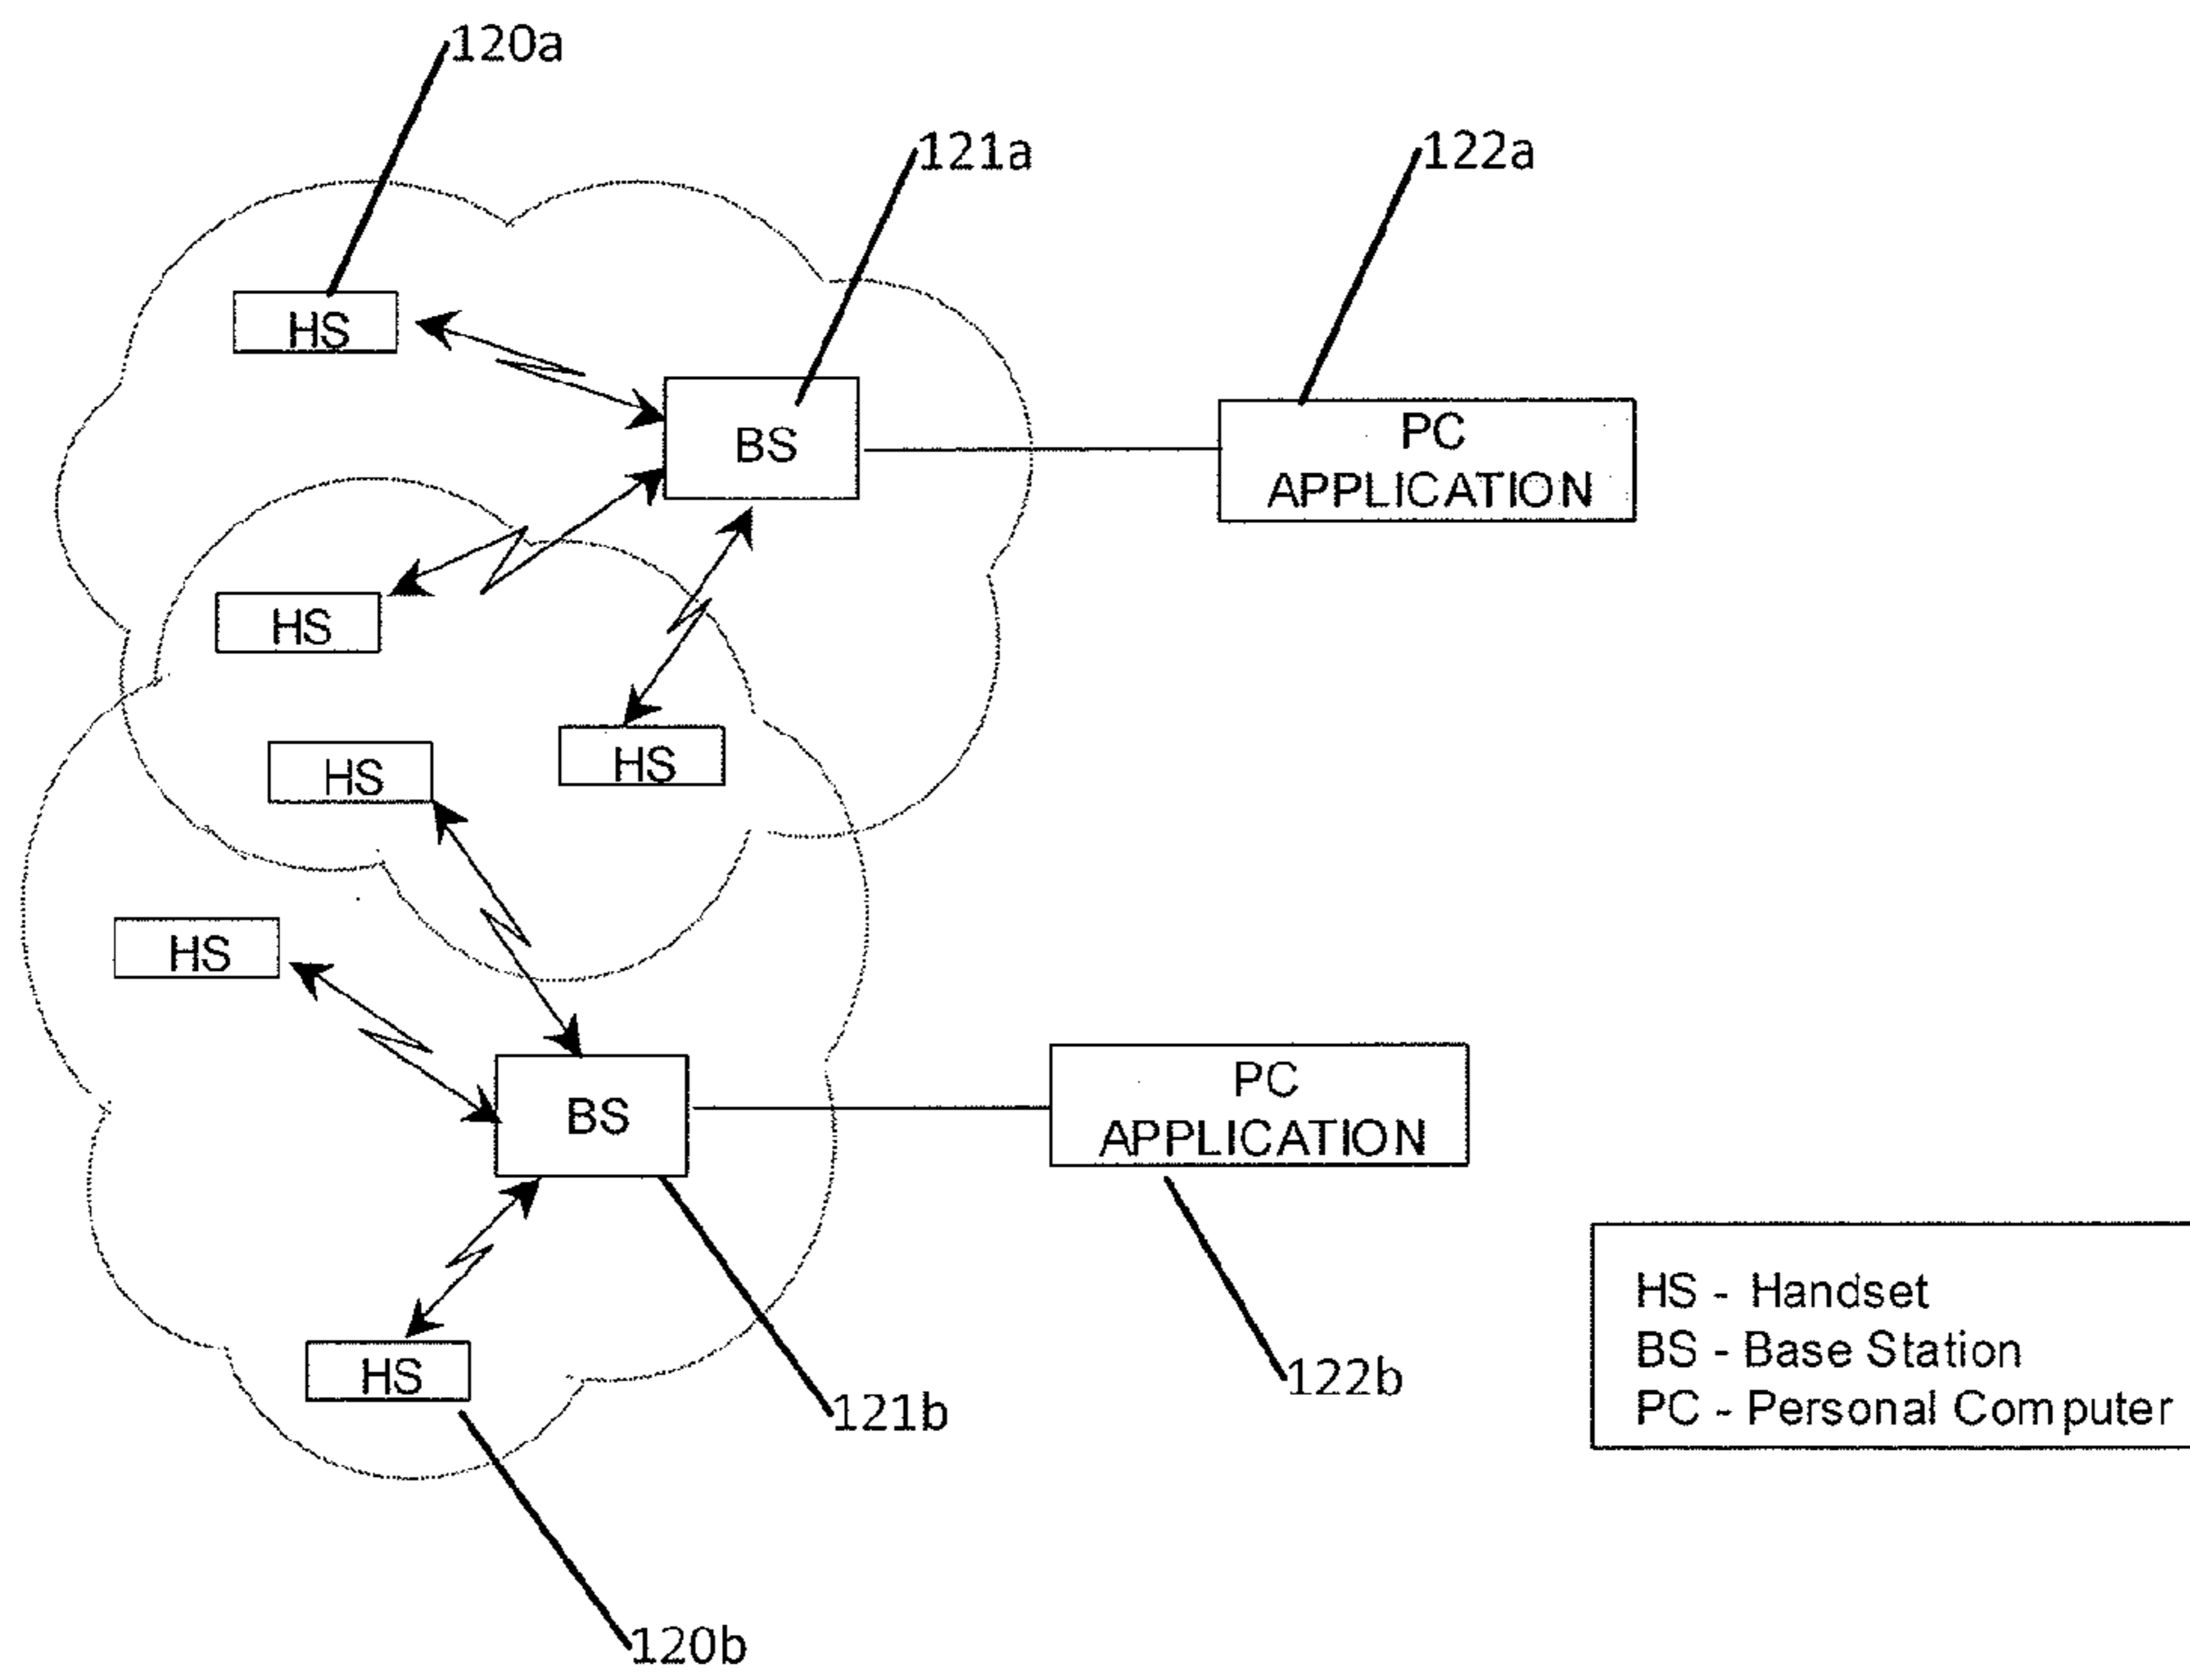 120a
121a
122a
HS
BS
PC
APPLICATION
HS
HS
HS
HS
BS
PC
APPLICATION
HS
HS - Handset
BS - Base Station
PC - Personal Computer
122b
121b
120b